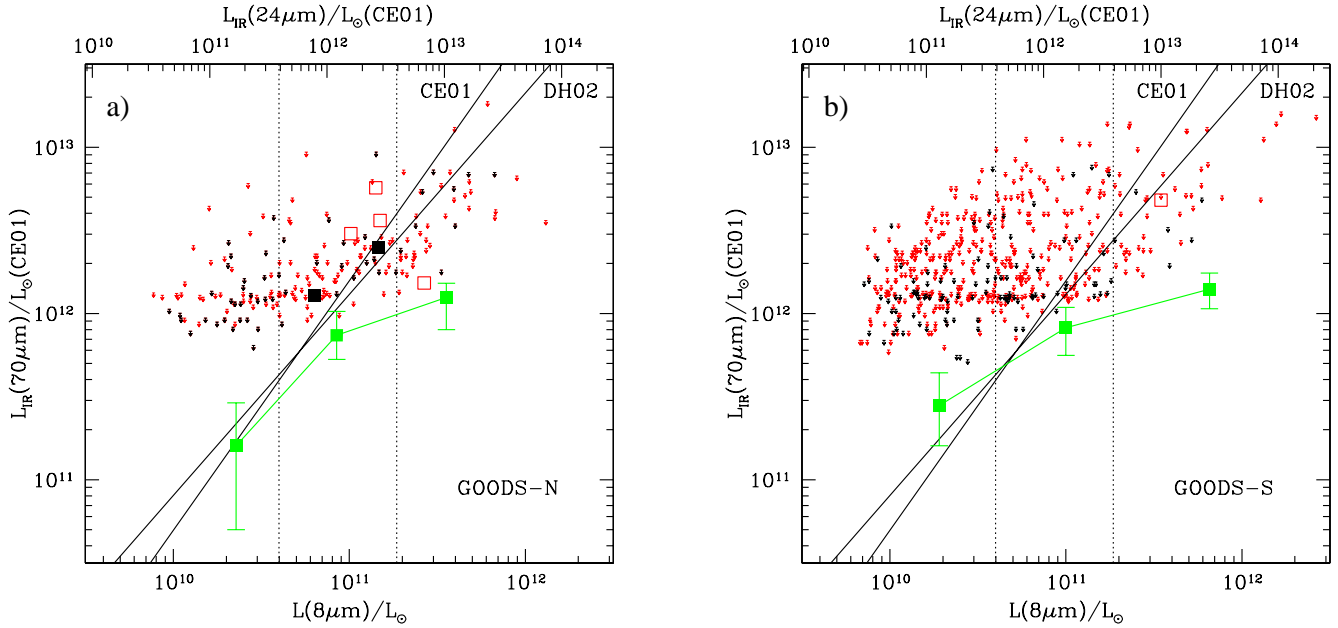 L_IR(24μm)/L_⊙(CE01)
10^10 10^11 10^12 10^13 10^14
a)
CE01
DH02
L_IR(70μm)/L_⊙(CE01)
10^13
10^12
10^11
GOODS-N
10^10 10^11 10^12
L(8μm)/L_⊙
L_IR(24μm)/L_⊙(CE01)
10^10 10^11 10^12 10^13 10^14
b)
CE01
DH02
L_IR(70μm)/L_⊙(CE01)
10^13
10^12
10^11
GOODS-S
10^10 10^11 10^12
L(8μm)/L_⊙